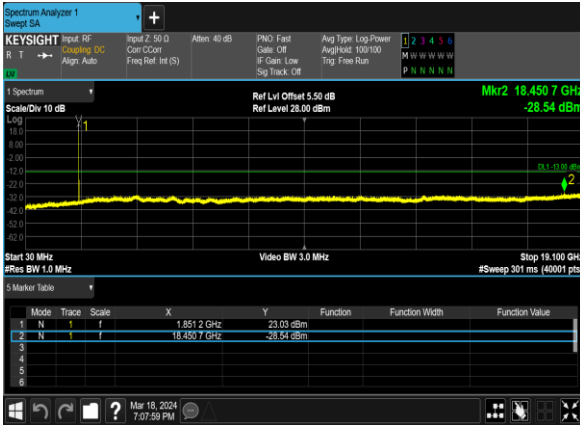 Spectrum Analyzer 1
Swept SA
+
KEYSIGHT Input: RF Input Z: 50 Ω Atten: 40 dB PNO: Fast Avg Type: Log-Power 1 2 3 4 5 6
R T Coupling: DC Corr CCorr Gate: Off Avg|Hold: 100/100 M W W W W W
Align: Auto Freq Ref: Int (S) IF Gain: Low Trig: Free Run
Sig Track: Off P N N N N N
LV
1 Spectrum Ref Lvl Offset 5.50 dB Mkr2 18.450 7 GHz
Scale/Div 10 dB Ref Level 28.00 dBm -28.54 dBm
Log
1
18.0
8.00
-2.00
-12.0 DL1 -13.00 dBm
-22.0 2
-32.0
-42.0
-52.0
-62.0
Start 30 MHz Video BW 3.0 MHz Stop 19.100 GHz
#Res BW 1.0 MHz #Sweep 301 ms (40001 pts
5 Marker Table
Mode Trace Scale X Y Function Function Width Function Value
1 N 1 f 1.851 2 GHz 23.03 dBm
2 N 1 f 18.450 7 GHz -28.54 dBm
3
4
5
6
? Mar 18, 2024
7:07:59 PM